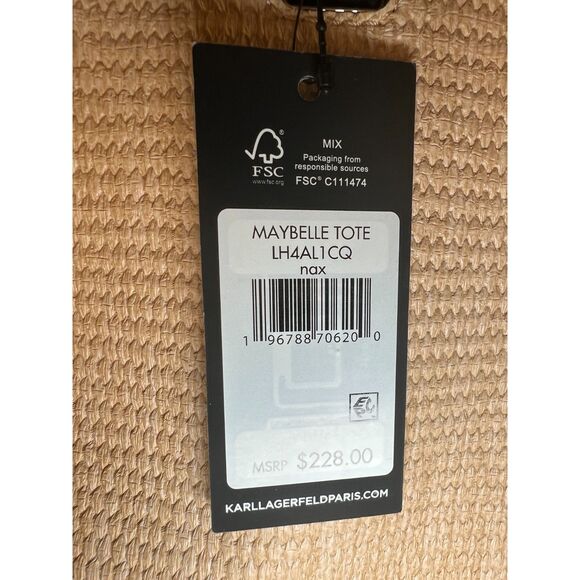 FSC®
www.fsc.org
MIX
Packaging from
responsible sources
FSC® C111474
MAYBELLE TOTE
LH4AL1CQ
nax
1 96788 70620 0
MSRP $228.00
KARLLAGERFELDPARIS.COM